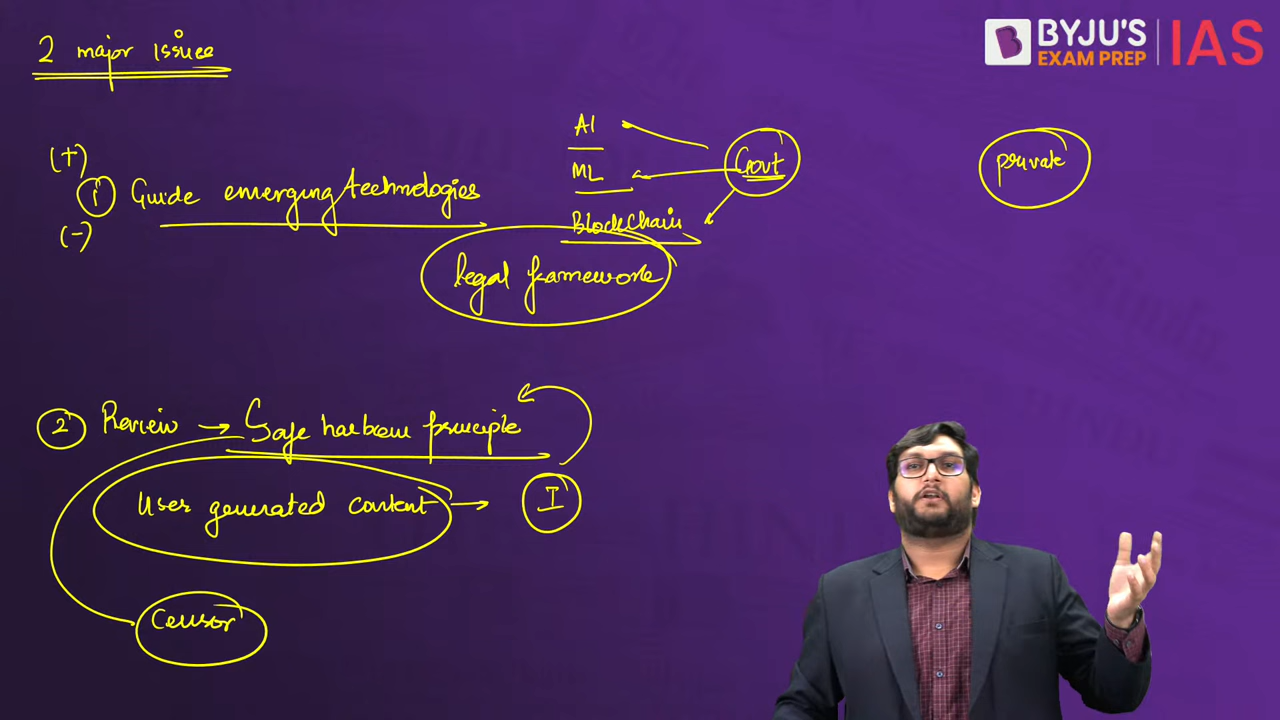 2 major issues
BYJU'S
EXAM PREP
IAS
(+)
1 Guide emerging technologies
(-)
AI
ML
Blockchain
Govt
private
legal framework
2 Review → Safe harbour principle
User generated content → I
Censor